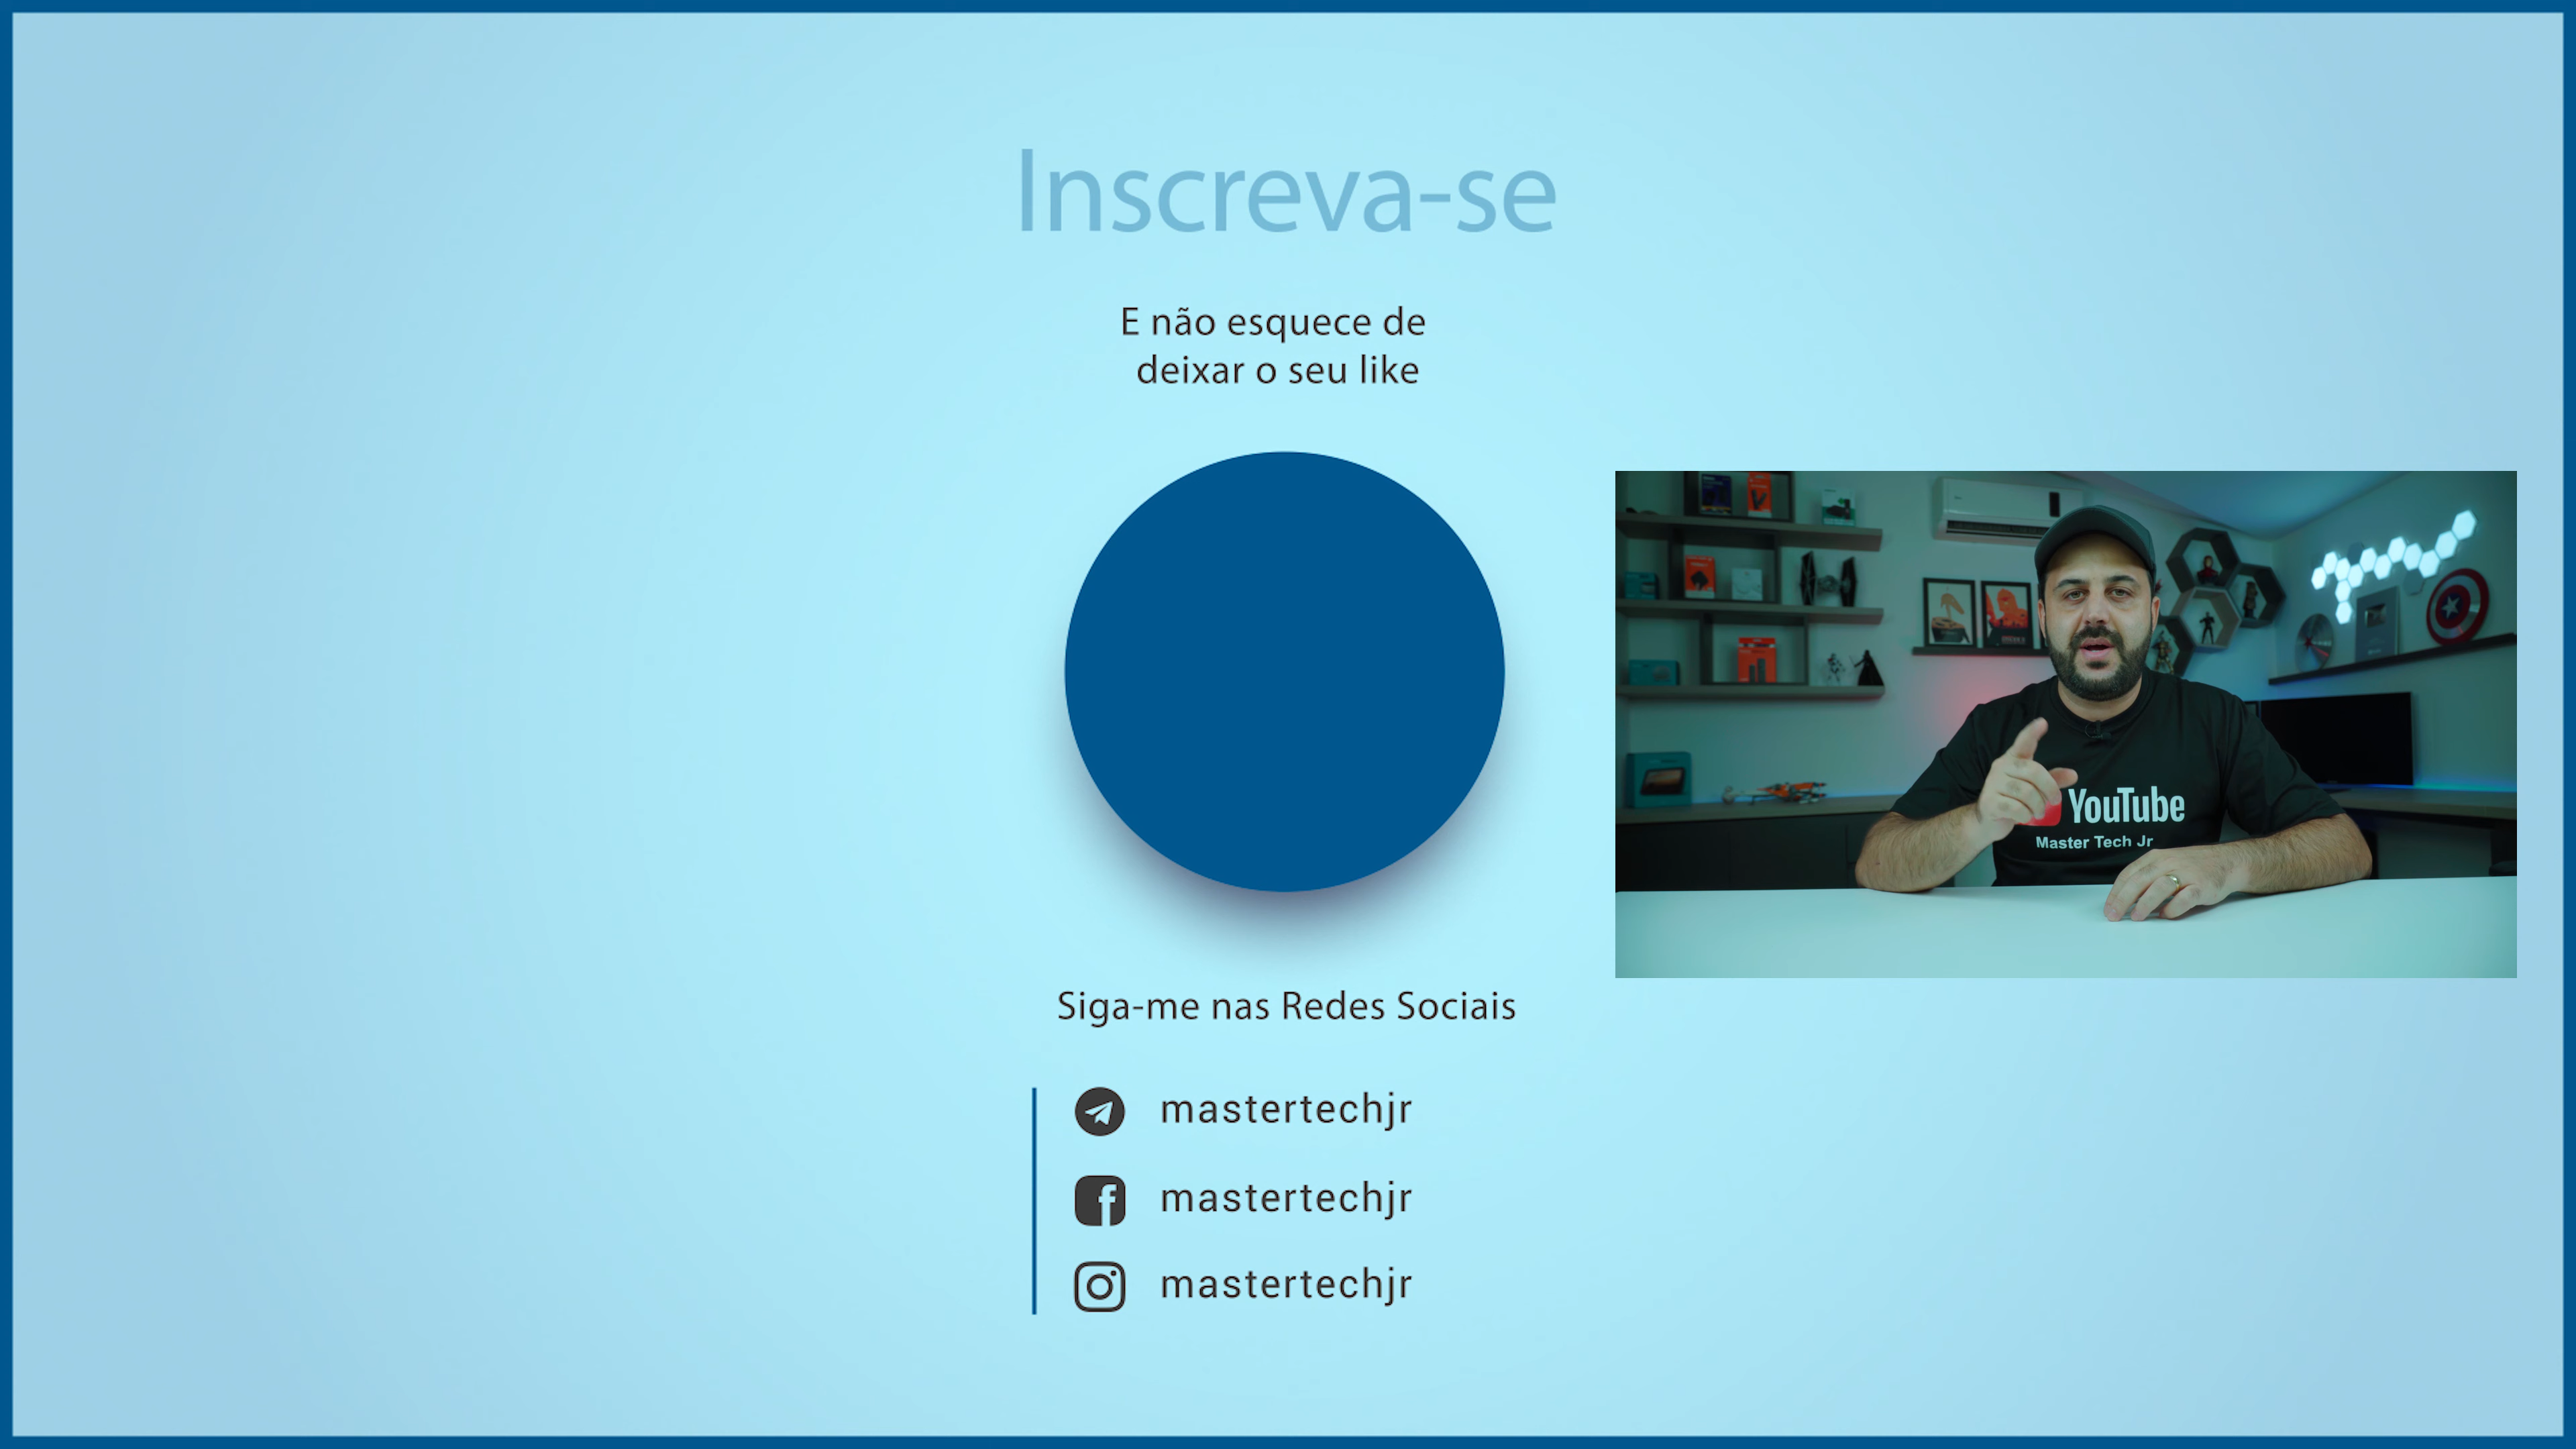 Inscreva-se
E não esquece de
deixar o seu like
YouTube
Master Tech Jr
Siga-me nas Redes Sociais
mastertechjr
mastertechjr
mastertechjr